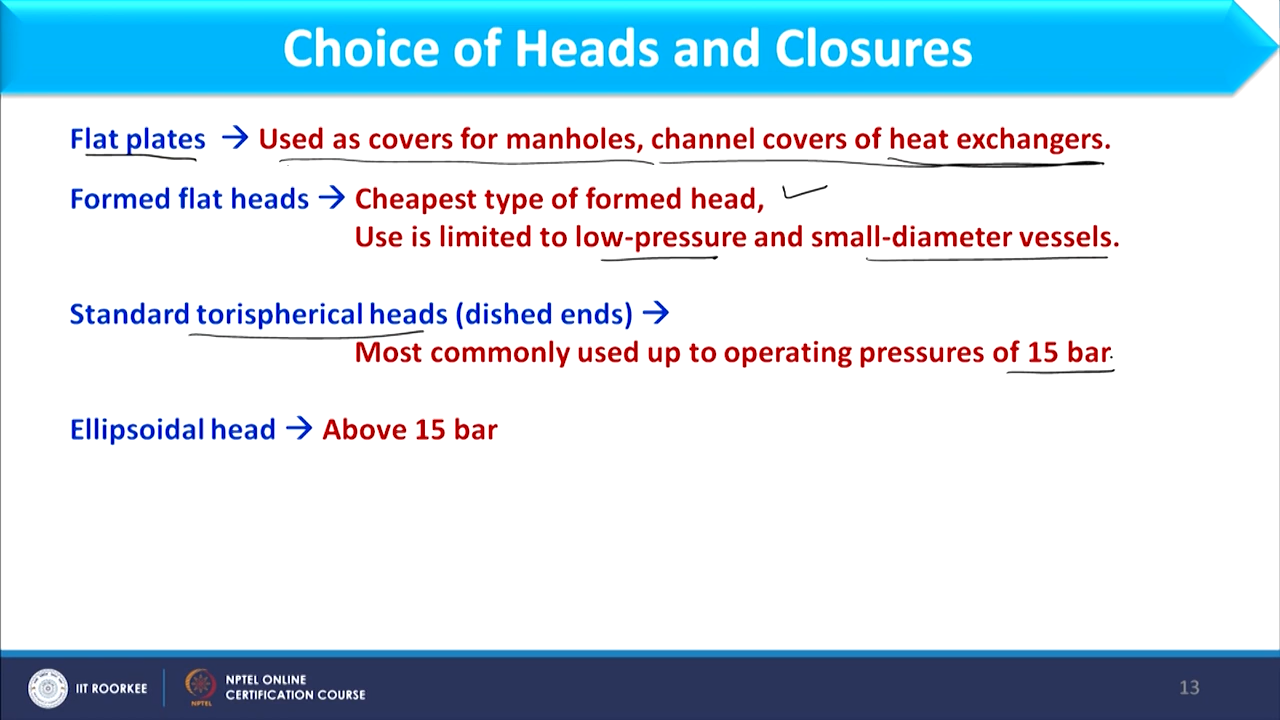 Choice of Heads and Closures
Flat plates → Used as covers for manholes, channel covers of heat exchangers.
Formed flat heads → Cheapest type of formed head,
Use is limited to low-pressure and small-diameter vessels.
Standard torispherical heads (dished ends) →
Most commonly used up to operating pressures of 15 bar.
Ellipsoidal head → Above 15 bar
IIT ROORKEE
NPTEL
NPTEL ONLINE
CERTIFICATION COURSE
13